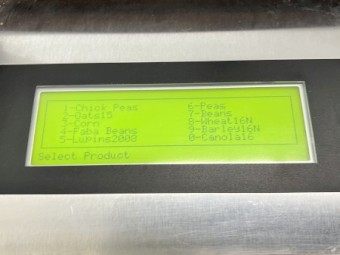 1-Chick Peas
2-Oats15
3-Corn
4-Faba Beans
5-Lupins2008
6-Peas
7-Beans
8-Wheat16N
9-Barley16N
0-Canola16
Select Product